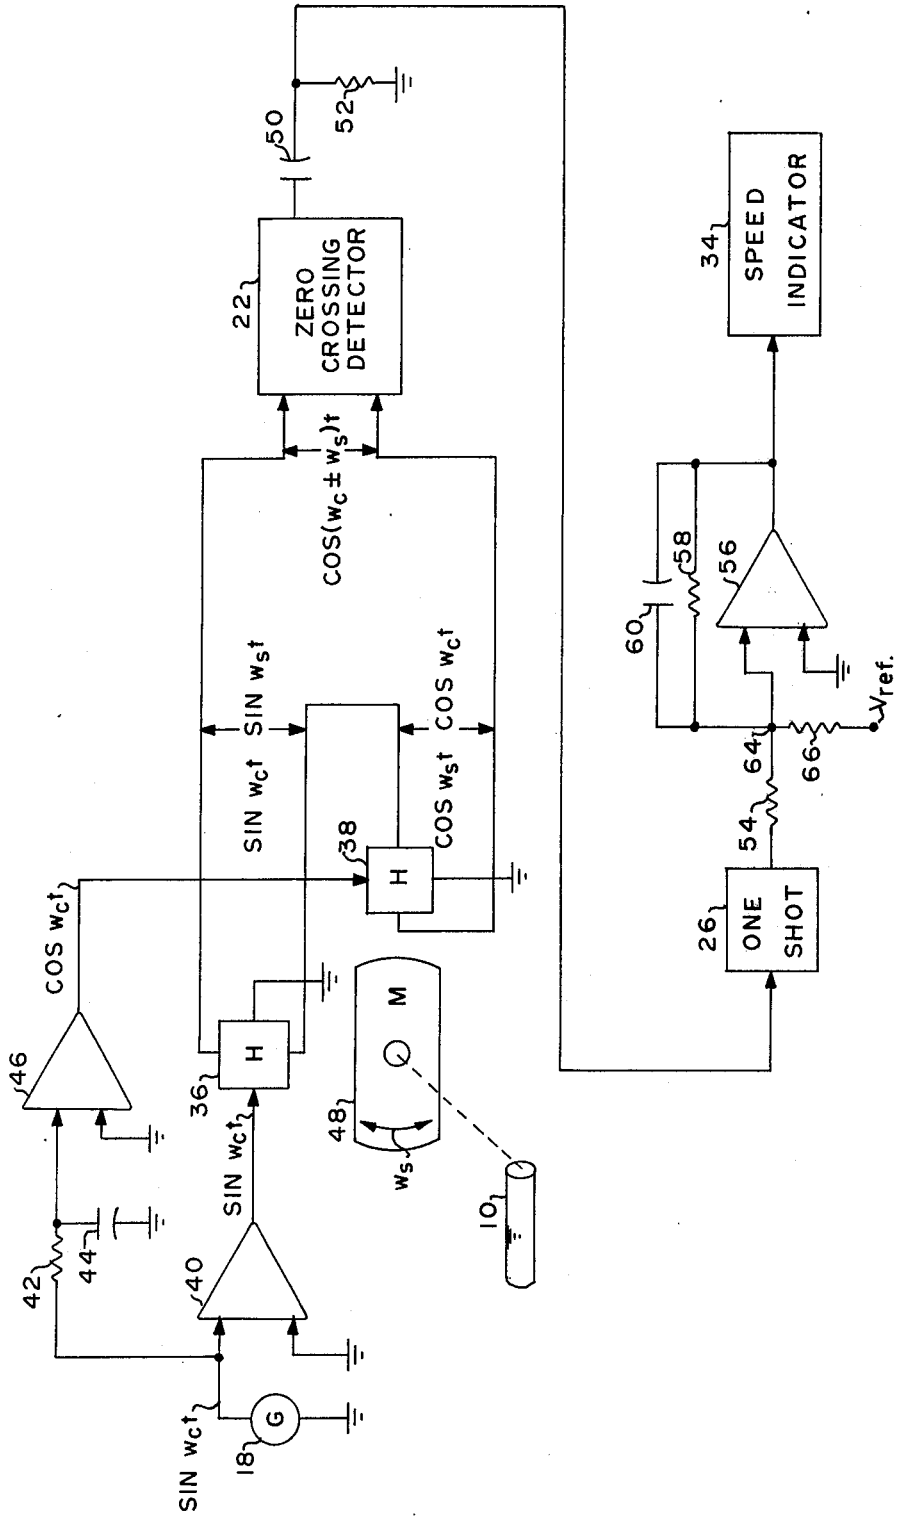 SIN wct
18
G
42
44
40
SIN wct
46
COS wct
36
H
38
H
48
M
ws
10
SIN wct SIN wst
COS wst COS wct
COS(wc ± ws)t
22
ZERO
CROSSING
DETECTOR
50
52
26
ONE
SHOT
54
64
66
Vref.
60
58
56
34
SPEED
INDICATOR